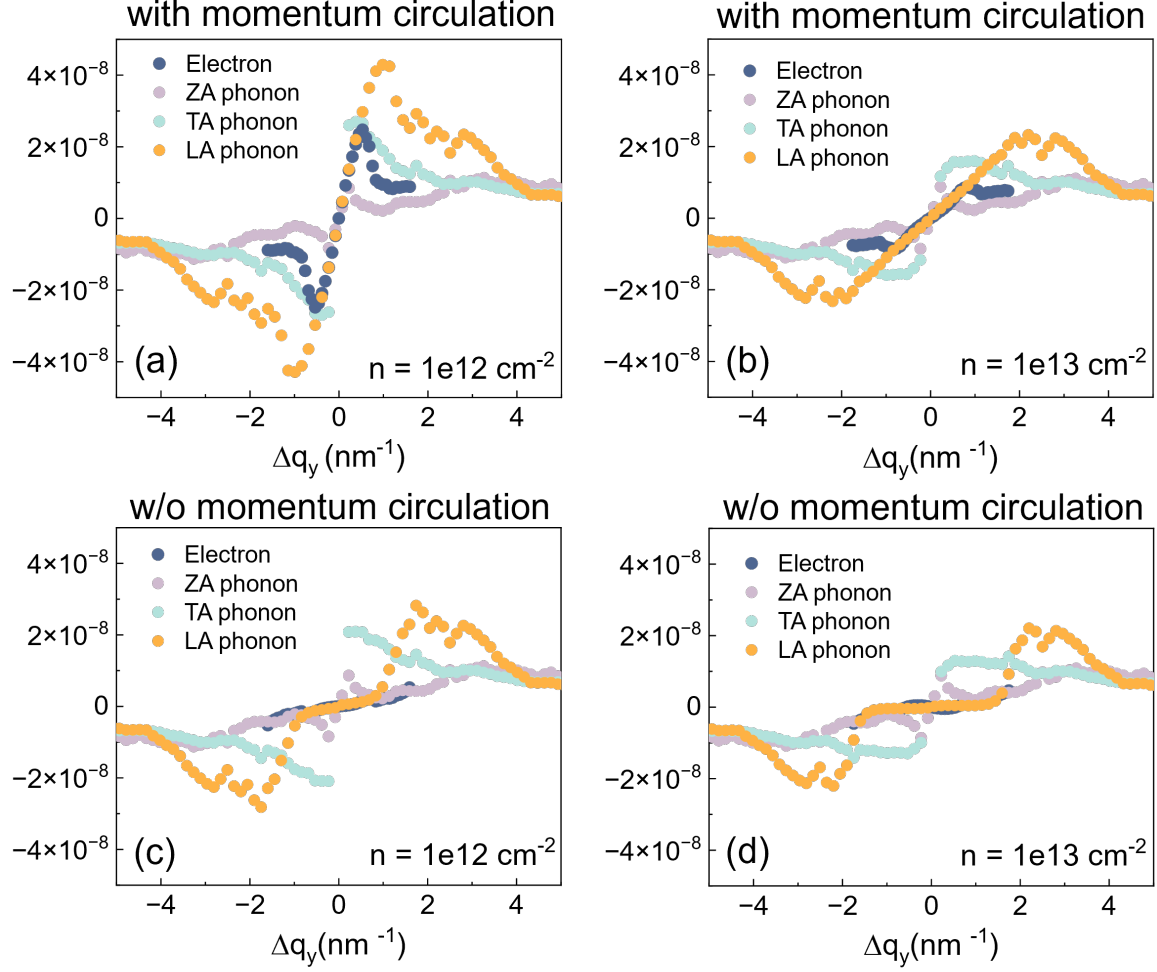 with momentum circulation
4×10⁻⁸
2×10⁻⁸
0
−2×10⁻⁸
−4×10⁻⁸
Electron
ZA phonon
TA phonon
LA phonon
(a)
n = 1e12 cm⁻²
−4 −2 0 2 4
Δqy (nm⁻¹)
with momentum circulation
4×10⁻⁸
2×10⁻⁸
0
−2×10⁻⁸
−4×10⁻⁸
Electron
ZA phonon
TA phonon
LA phonon
(b)
n = 1e13 cm⁻²
−4 −2 0 2 4
Δqy(nm ⁻¹)
w/o momentum circulation
4×10⁻⁸
2×10⁻⁸
0
−2×10⁻⁸
−4×10⁻⁸
Electron
ZA phonon
TA phonon
LA phonon
(c)
n = 1e12 cm⁻²
−4 −2 0 2 4
Δqy(nm ⁻¹)
w/o momentum circulation
4×10⁻⁸
2×10⁻⁸
0
−2×10⁻⁸
−4×10⁻⁸
Electron
ZA phonon
TA phonon
LA phonon
(d)
n = 1e13 cm⁻²
−4 −2 0 2 4
Δqy(nm ⁻¹)